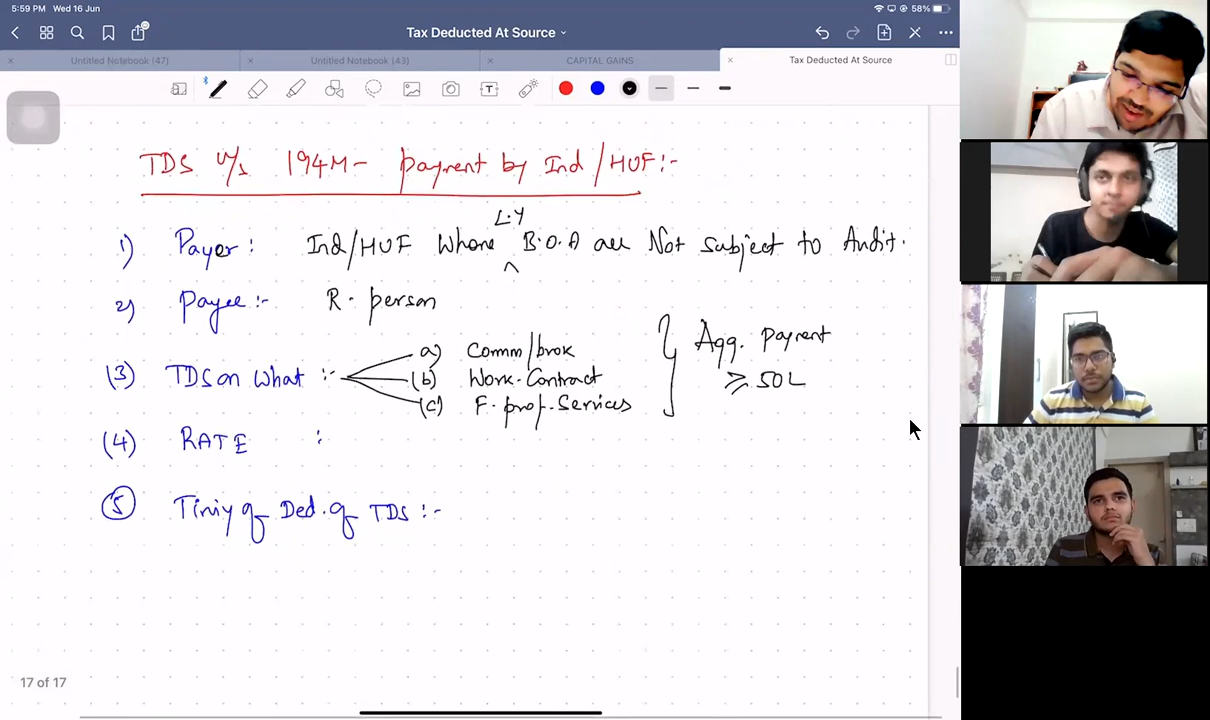 5:59 PM Wed 16 Jun
58%
Tax Deducted At Source
Untitled Notebook (47)
Untitled Notebook (43)
CAPITAL GAINS
Tax Deducted At Source
TDS u/s 194M- payment by Ind/HUF:-
L.Y
1) Payer: Ind/HUF Whose B.O.A are Not subject to Audit.
2) Payee:- R. person
(3) TDS on What :-
a) Comm/brok
(b) Work. Contract
(c) F. prof. Services
Agg. payment
≥ 50L
(4) RATE :
(5) Timing of Ded. of TDS :-
17 of 17